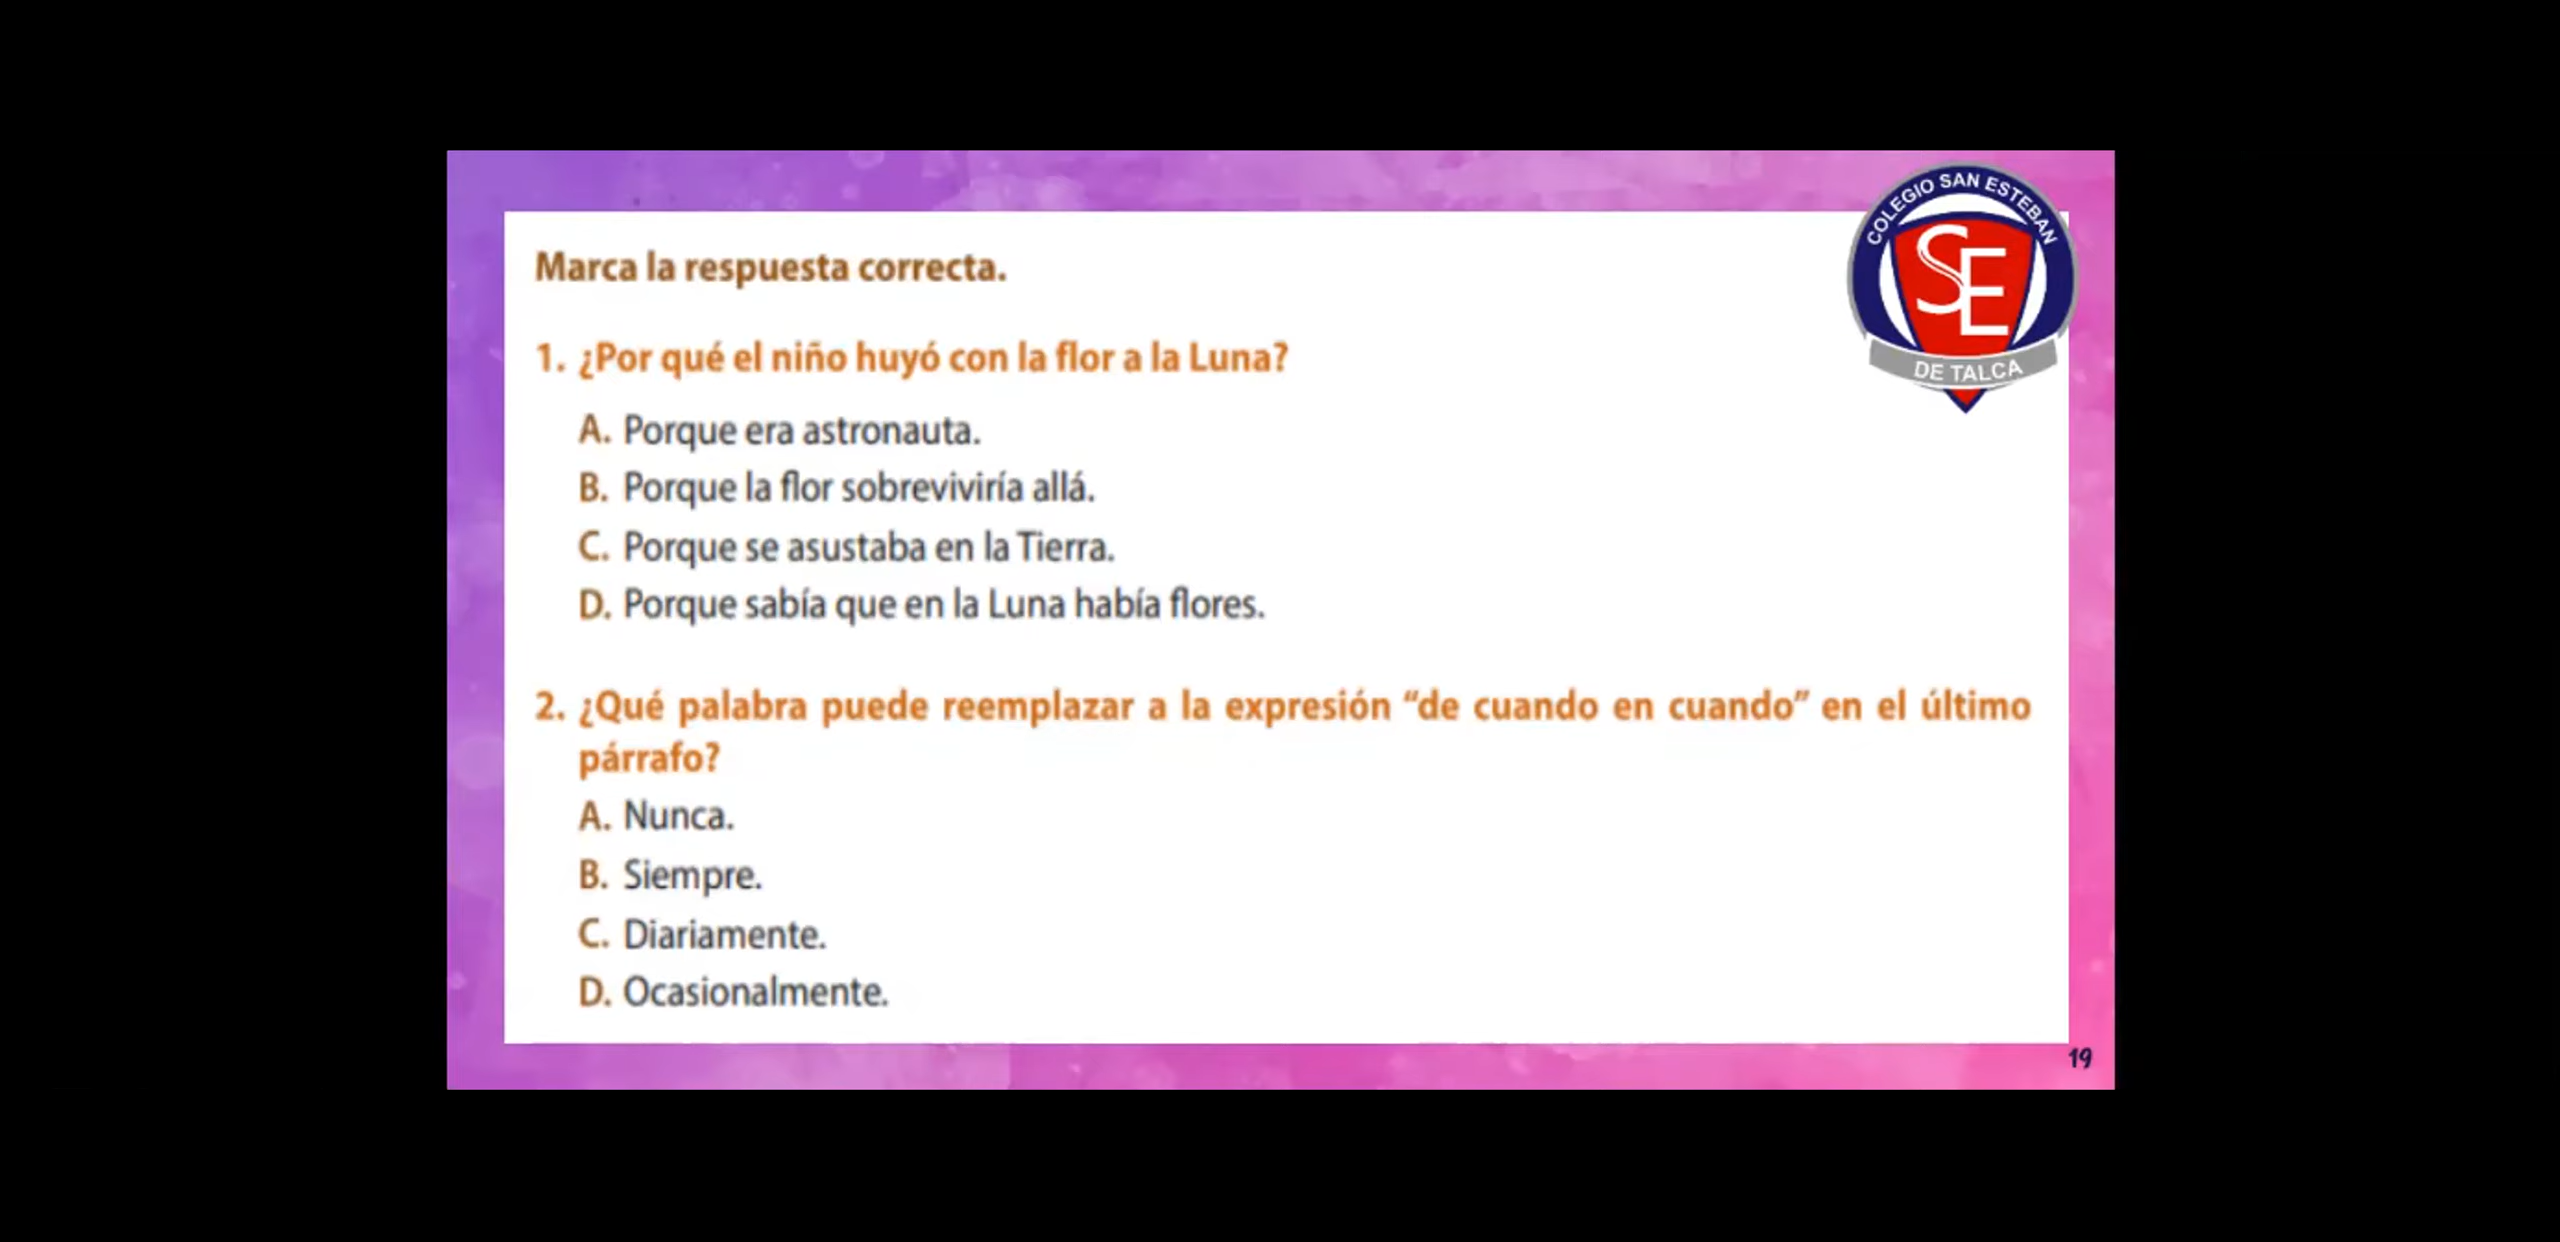 COLEGIO SAN ESTEBAN
SE
DE TALCA
Marca la respuesta correcta.
1. ¿Por qué el niño huyó con la flor a la Luna?
A. Porque era astronauta.
B. Porque la flor sobreviviría allá.
C. Porque se asustaba en la Tierra.
D. Porque sabía que en la Luna había flores.
2. ¿Qué palabra puede reemplazar a la expresión “de cuando en cuando” en el último
párrafo?
A. Nunca.
B. Siempre.
C. Diariamente.
D. Ocasionalmente.
19